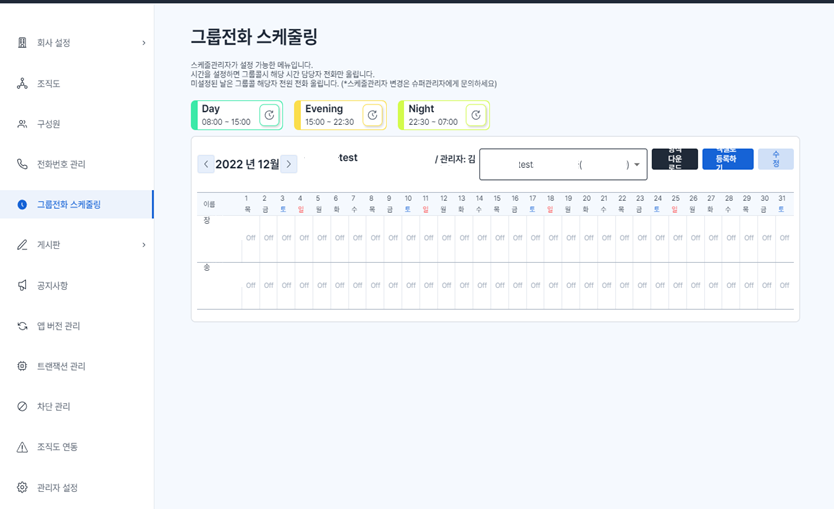 회사 설정
조직도
구성원
전화번호 관리
그룹전화 스케줄링
게시판
공지사항
앱 버전 관리
트랜잭션 관리
차단 관리
조직도 연동
관리자 설정
그룹전화 스케줄링
스케줄관리자가 설정 가능한 메뉴입니다.
시간을 설정하면 그룹콜시 해당 시간 담당자 전화만 울립니다.
미설정된 날은 그룹콜 해당자 전원 전화 울립니다. (*스케줄관리자 변경은 슈퍼관리자에게 문의하세요)
Day
08:00 ~ 15:00
Evening
15:00 ~ 22:30
Night
22:30 ~ 07:00
2022 년 12월 test / 관리자: 김 test ( )
다운
로드
등록하
기
수
정
이름 1 2 3 4 5 6 7 8 9 10 11 12 13 14 15 16 17 18 19 20 21 22 23 24 25 26 27 28 29 30 31
목 금 토 일 월 화 수 목 금 토 일 월 화 수 목 금 토 일 월 화 수 목 금 토 일 월 화 수 목 금 토
장
Off Off Off Off Off Off Off Off Off Off Off Off Off Off Off Off Off Off Off Off Off Off Off Off Off Off Off Off Off Off Off
송
Off Off Off Off Off Off Off Off Off Off Off Off Off Off Off Off Off Off Off Off Off Off Off Off Off Off Off Off Off Off Off